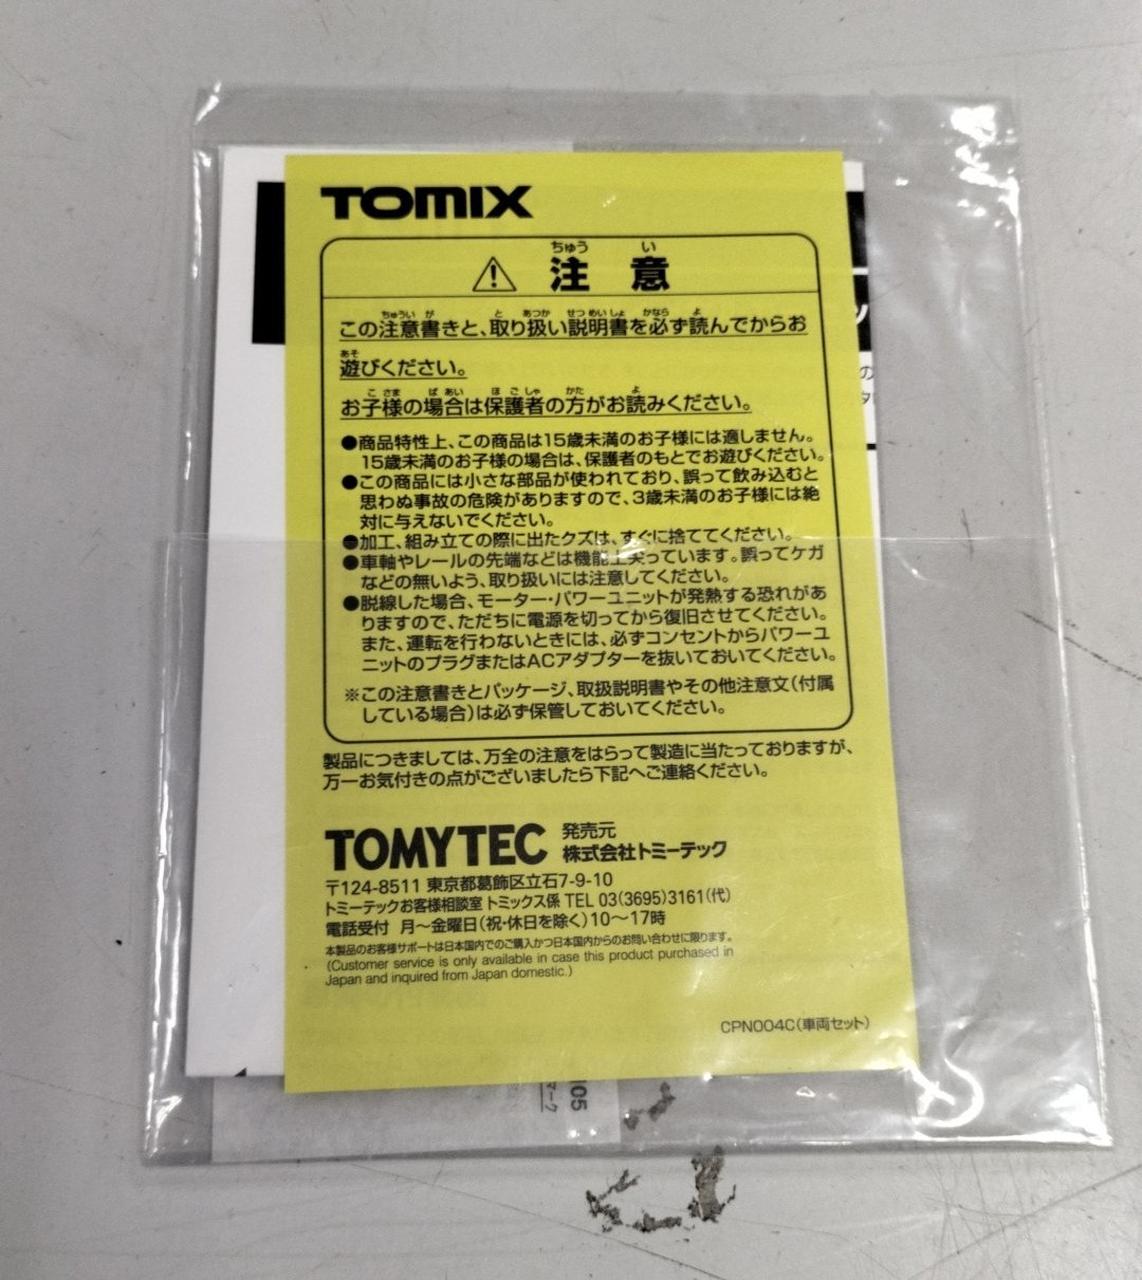 TOMIX
ちゅう い
⚠ 注意
ちゅうい が と あつか せつ めい しょ かなら よ
この注意書きと、取り扱い説明書を必ず読んでからお
あそ
遊びください。
こ さま ば あい ほ ご しゃ かた よ
お子様の場合は保護者の方がお読みください。
●商品特性上、この商品は15歳未満のお子様には適しません。
15歳未満のお子様の場合は、保護者のもとでお遊びください。
●この商品には小さな部品が使われており、誤って飲み込むと
思わぬ事故の危険がありますので、3歳未満のお子様には絶
対に与えないでください。
●加工、組み立ての際に出たクズは、すぐに捨ててください。
●車軸やレールの先端などは機能上尖っています。誤ってケガ
などの無いよう、取り扱いには注意してください。
●脱線した場合、モーター・パワーユニットが発熱する恐れがあ
りますので、ただちに電源を切ってから復旧させてください。
また、運転を行わないときには、必ずコンセントからパワーユ
ニットのプラグまたはACアダプターを抜いておいてください。
※この注意書きとパッケージ、取扱説明書やその他注意文(付属
している場合)は必ず保管しておいてください。
製品につきましては、万全の注意をはらって製造に当たっておりますが、
万一お気付きの点がございましたら下記へご連絡ください。
TOMYTEC 発売元
株式会社トミーテック
〒124-8511 東京都葛飾区立石7-9-10
トミーテックお客様相談室 トミックス係 TEL 03(3695)3161(代)
電話受付 月〜金曜日(祝・休日を除く)10〜17時
本製品のお客様サポートは日本国内でのご購入かつ日本国内からのお問い合わせに限ります。
(Customer service is only available in case this product purchased in
Japan and inquired from Japan domestic.)
CPN004C(車両セット)